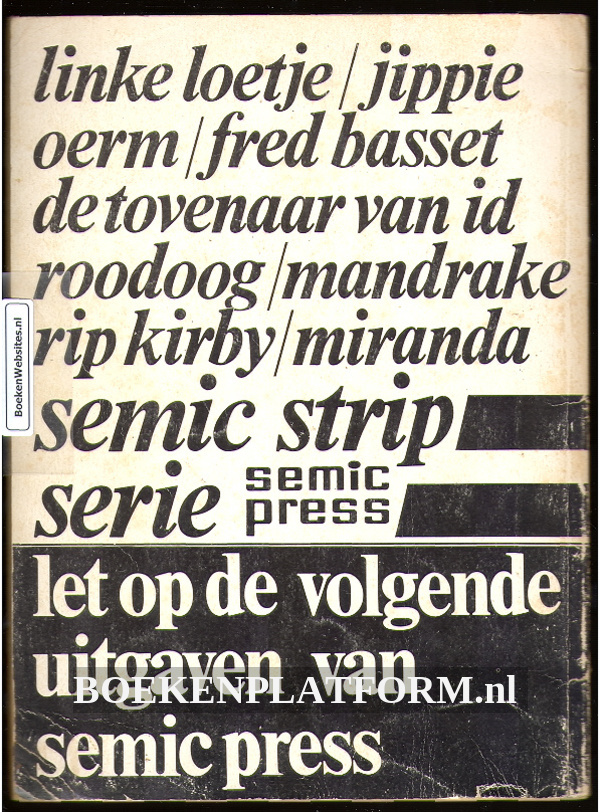 linke loetje/jippie
oerm/fred basset
de tovenaar van id
roodoog/mandrake
rip kirby/miranda
semic strip
serie semic
press
let op de volgende
uitgaven van
semic press
BoekenWebsites.nl
BOEKENPLATFORM.nl